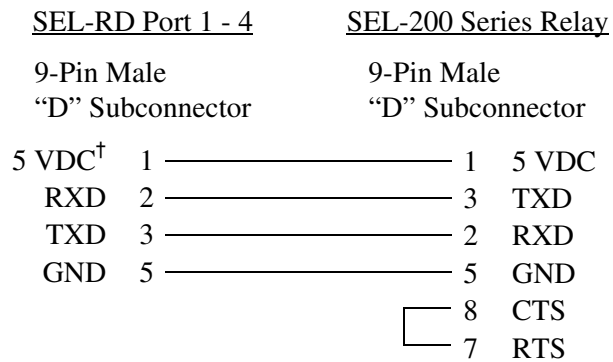 SEL-RD Port 1 - 4 SEL-200 Series Relay
9-Pin Male 9-Pin Male
“D” Subconnector “D” Subconnector
5 VDC† 1 1 5 VDC
RXD 2 3 TXD
TXD 3 2 RXD
GND 5 5 GND
8 CTS
7 RTS